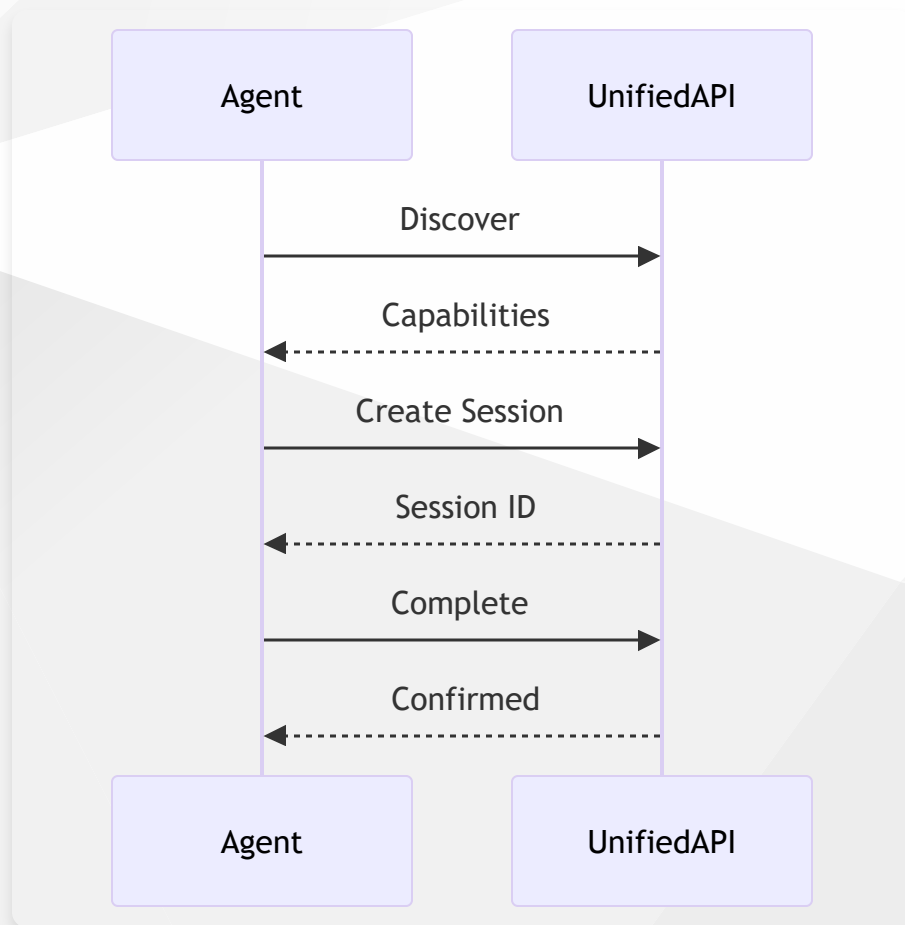 Agent
UnifiedAPI
Discover
Capabilities
Create Session
Session ID
Complete
Confirmed
Agent
UnifiedAPI